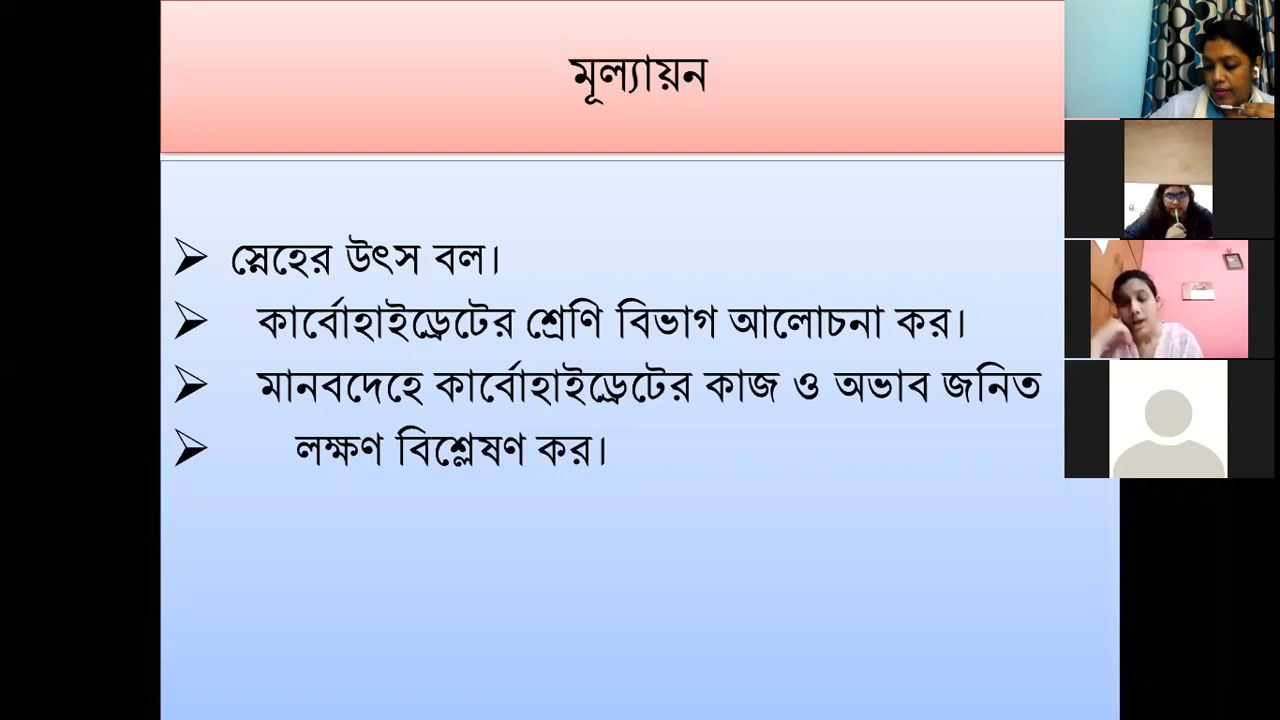 মূল্যায়ন
➢ স্নেহের উৎস বল।
➢ কার্বোহাইড্রেটের শ্রেণি বিভাগ আলোচনা কর।
➢ মানবদেহে কার্বোহাইড্রেটের কাজ ও অভাব জনিত
➢ লক্ষণ বিশ্লেষণ কর।